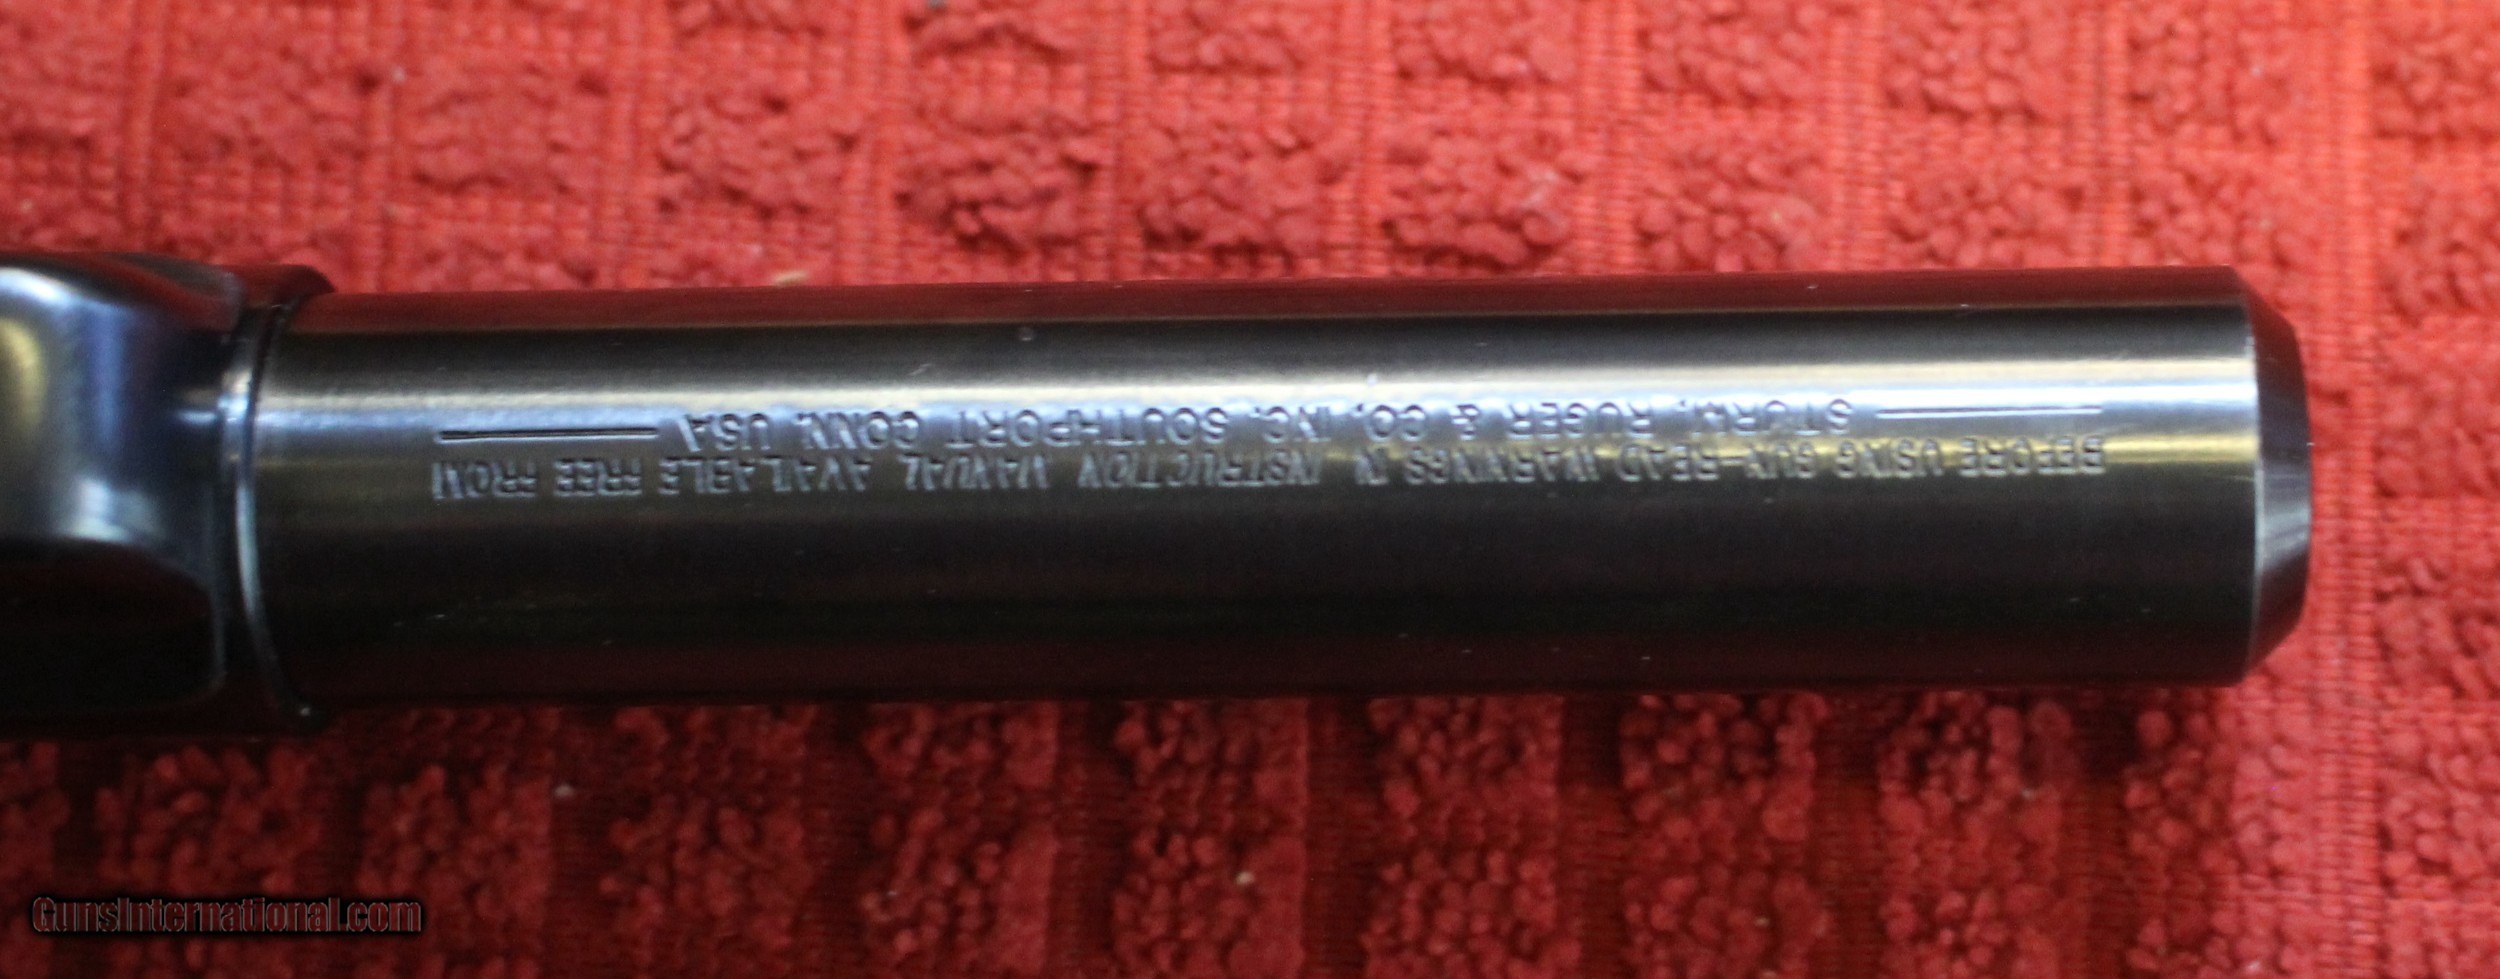 BEFORE USING GUN-READ WARNINGS IN INSTRUCTION MANUAL AVAILABLE FREE FROM
STURM, RUGER & CO., INC. SOUTHPORT CONN. USA
GunsInternational.com